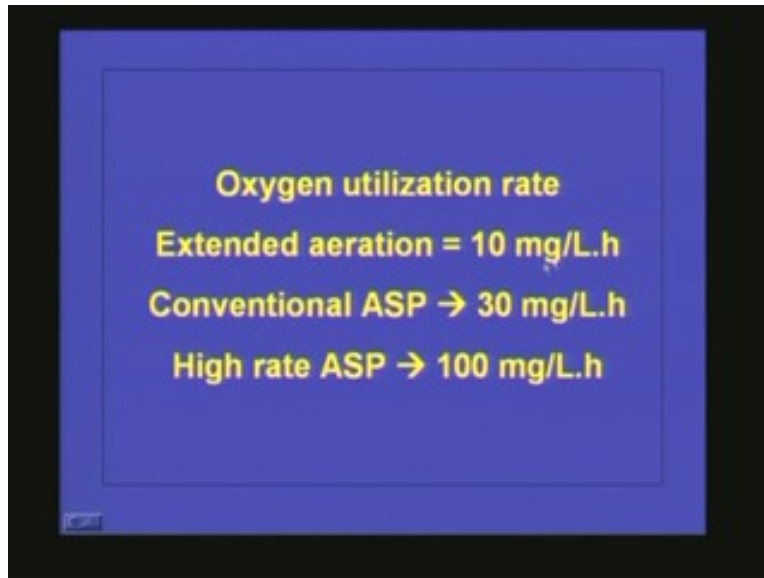 Oxygen utilization rate
Extended aeration = 10 mg/L.h
Conventional ASP → 30 mg/L.h
High rate ASP → 100 mg/L.h